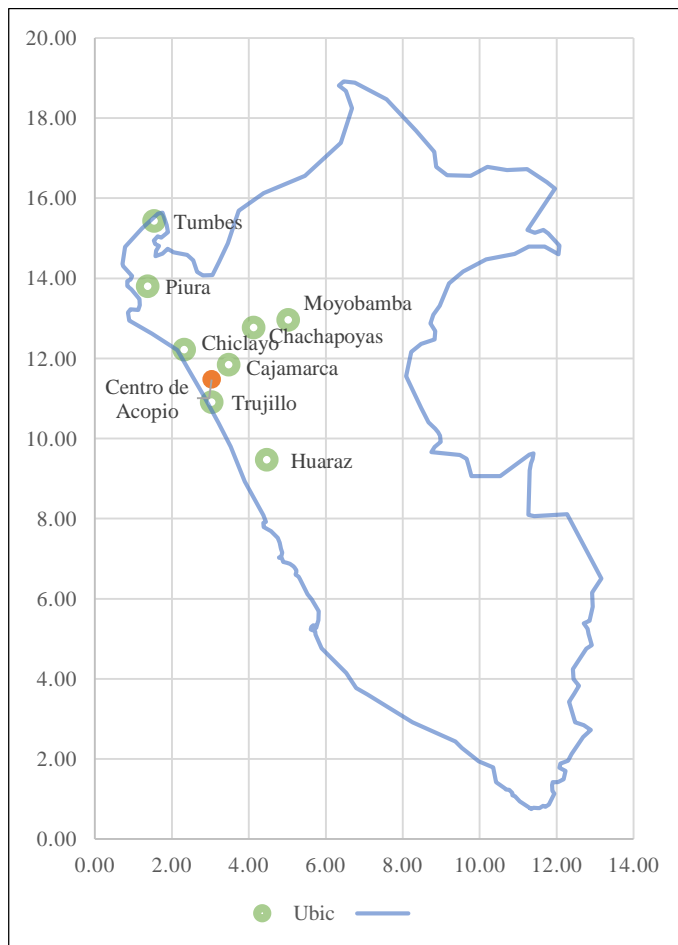 20.00
18.00
16.00
14.00
12.00
10.00
8.00
6.00
4.00
2.00
0.00
Tumbes
Piura
Moyobamba
Chachapoyas
Chiclayo
Cajamarca
Centro de
Acopio
Trujillo
Huaraz
0.00 2.00 4.00 6.00 8.00 10.00 12.00 14.00
Ubic